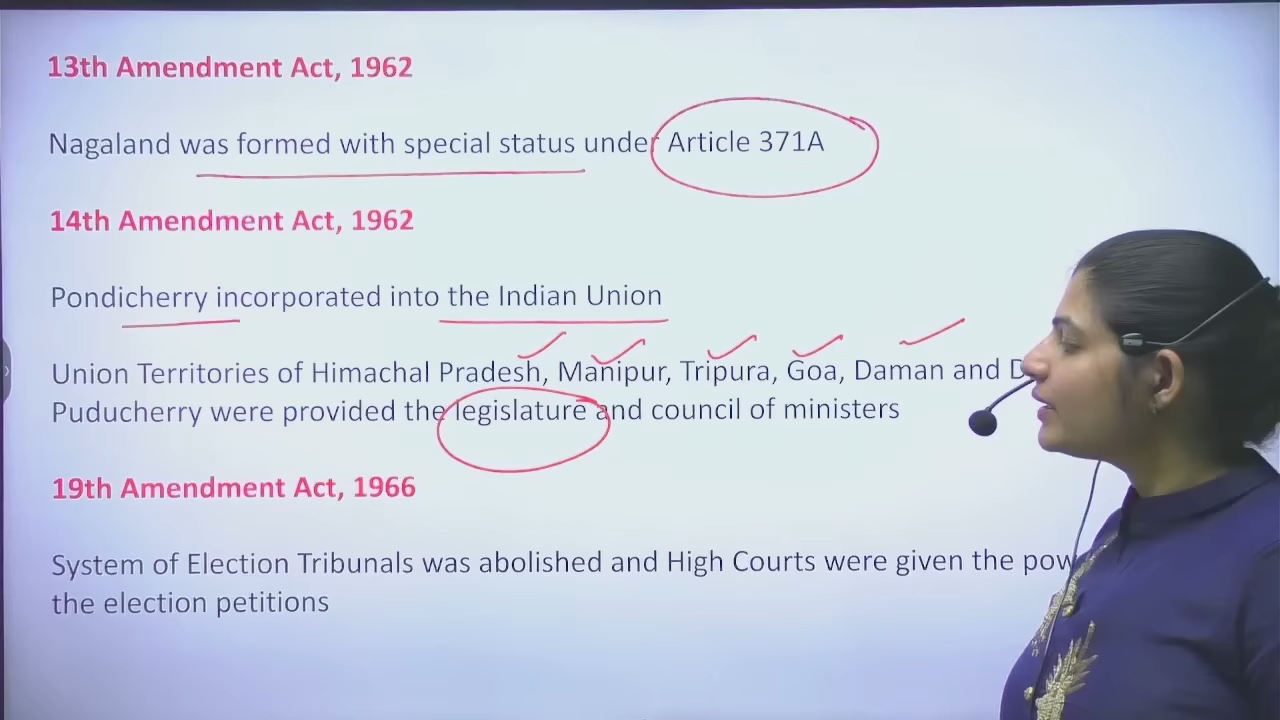 13th Amendment Act, 1962
Nagaland was formed with special status under Article 371A
14th Amendment Act, 1962
Pondicherry incorporated into the Indian Union
Union Territories of Himachal Pradesh, Manipur, Tripura, Goa, Daman and
Puducherry were provided the legislature and council of ministers
19th Amendment Act, 1966
System of Election Tribunals was abolished and High Courts were given the
the election petitions